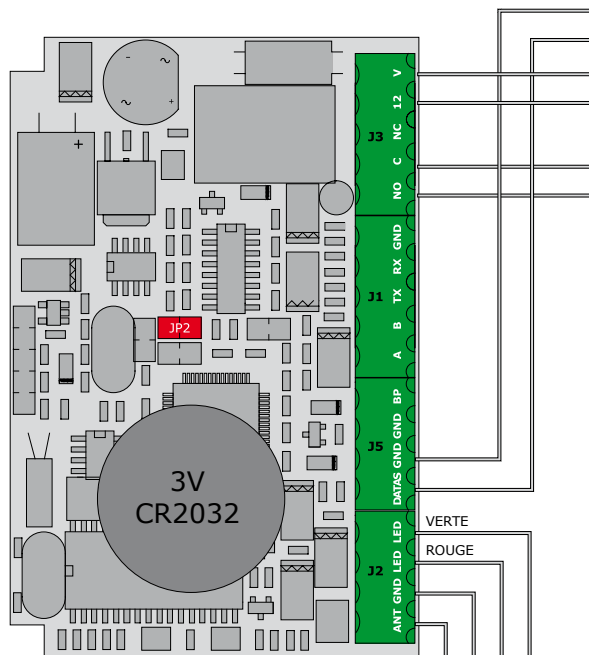 V
12
NC
C
NO
J3
GND
RX
TX
B
A
J1
JP2
BP
GND
GND
DATAS
J5
3V
CR2032
LED
LED
GND
ANT
J2
VERTE
ROUGE
- 
~
~
+
+